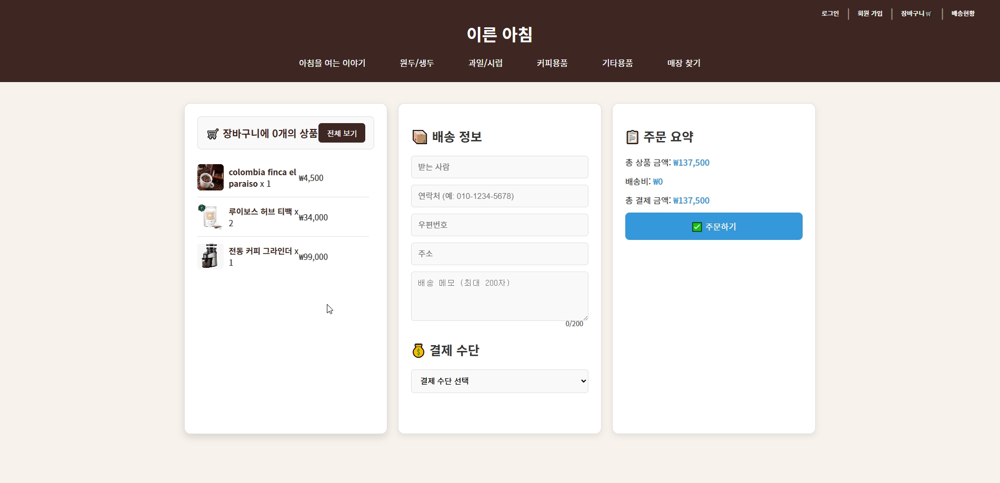 로그인
회원 가입
장바구니🛒
배송현황
이른 아침
아침을 여는 이야기
원두/생두
과일/시럽
커피용품
기타용품
매장 찾기
🛒 장바구니에 0개의 상품
전체 보기
colombia finca el
paraiso x 1
₩4,500
루이보스 허브 티백 x
2
₩34,000
전동 커피 그라인더 x
1
₩99,000
📦 배송 정보
받는 사람
연락처 (예: 010-1234-5678)
우편번호
주소
배송 메모 (최대 200자)
0/200
💰 결제 수단
결제 수단 선택
📋 주문 요약
총 상품 금액: ₩137,500
배송비: ₩0
총 결제 금액: ₩137,500
✅ 주문하기